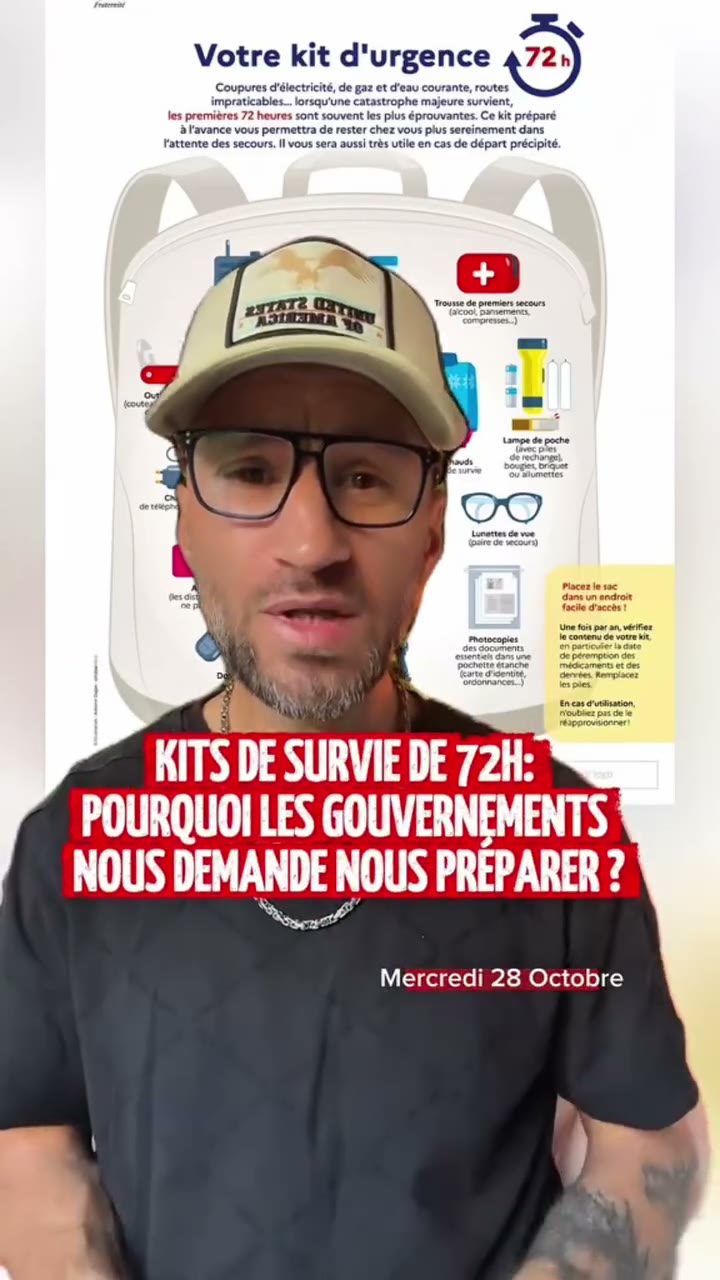 Fraternité
Votre kit d'urgence 72h
Coupures d'électricité, de gaz et d'eau courante, routes
impraticables... lorsqu'une catastrophe majeure survient,
les premières 72 heures sont souvent les plus éprouvantes. Ce kit préparé
à l'avance vous permettra de rester chez vous plus sereinement dans
l'attente des secours. Il vous sera aussi très utile en cas de départ précipité.
UNITED STATES
OF AMERICA
Trousse de premiers secours
(alcool, pansements,
compresses...)
Lampe de poche
(avec piles
de rechange),
bougies, briquet
ou allumettes
de survie
de téléph
(les dist
Lunettes de vue
(paire de secours)
Photocopies
des documents
essentiels dans une
pochette étanche
(carte d'identité,
ordonnances...)
Placez le sac
dans un endroit
facile d'accès !
Une fois par an, vérifiez
le contenu de votre kit,
en particulier la date
de péremption des
médicaments et des
denrées. Remplacez
les piles.
En cas d'utilisation,
n'oubliez pas de le
réapprovisionner!
KITS DE SURVIE DE 72H:
POURQUOI LES GOUVERNEMENTS
NOUS DEMANDE NOUS PRÉPARER ?
Mercredi 28 Octobre